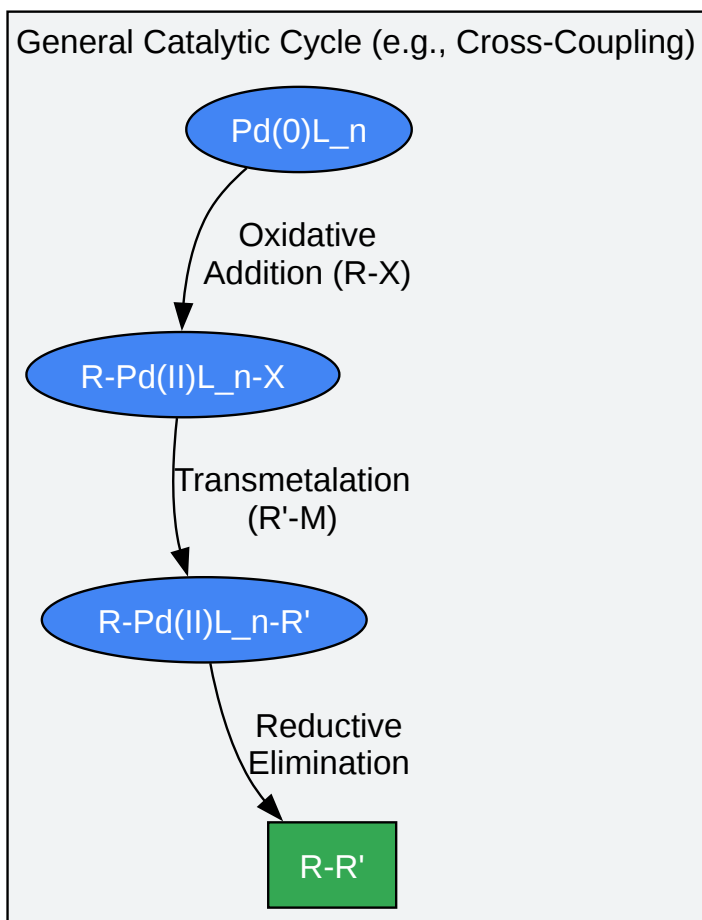 General Catalytic Cycle (e.g., Cross-Coupling)
Pd(0)L_n
Oxidative
Addition (R-X)
R-Pd(II)L_n-X
Transmetalation
(R'-M)
R-Pd(II)L_n-R'
Reductive
Elimination
R-R'